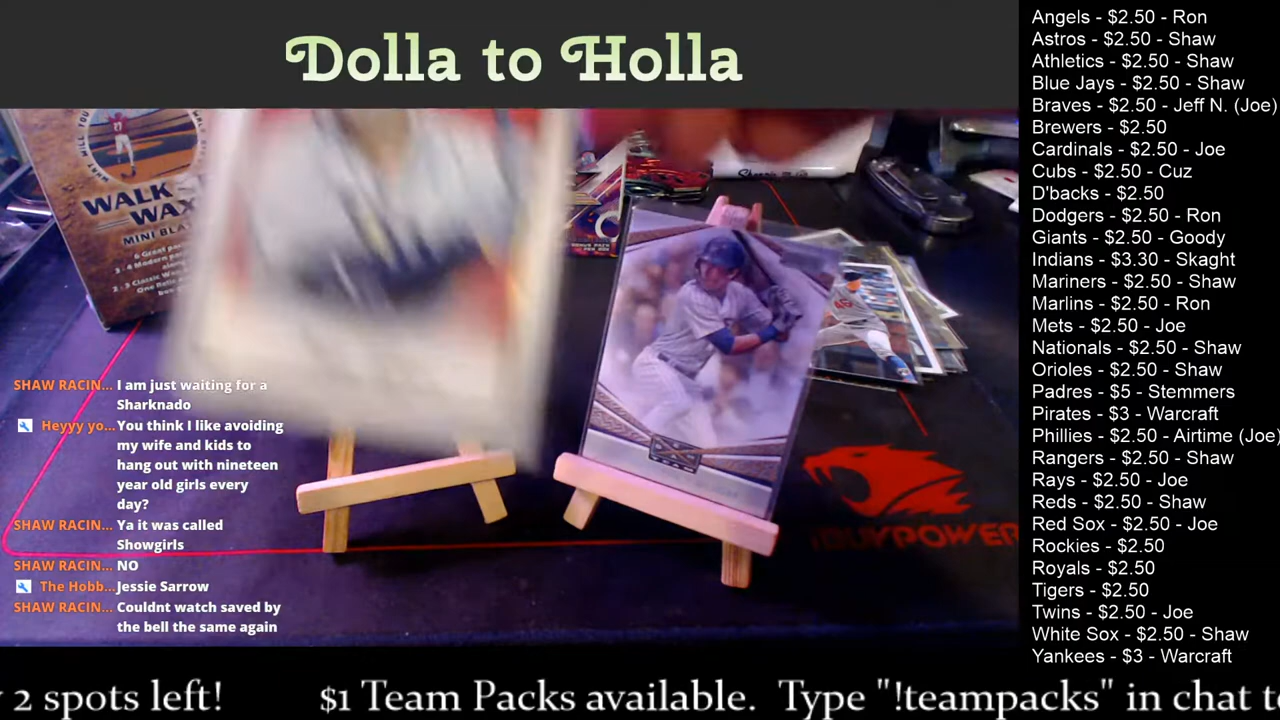 Dolla to Holla
WALK
WAX
MINI BLA
SHAW RACIN... I am just waiting for a
Sharknado
Heyyy yo... You think I like avoiding
my wife and kids to
hang out with nineteen
year old girls every
day?
SHAW RACIN... Ya it was called
Showgirls
SHAW RACIN... NO
The Hobb... Jessie Sarrow
SHAW RACIN... Couldnt watch saved by
the bell the same again
BUYPOWER
Angels - $2.50 - Ron
Astros - $2.50 - Shaw
Athletics - $2.50 - Shaw
Blue Jays - $2.50 - Shaw
Braves - $2.50 - Jeff N. (Joe)
Brewers - $2.50
Cardinals - $2.50 - Joe
Cubs - $2.50 - Cuz
D'backs - $2.50
Dodgers - $2.50 - Ron
Giants - $2.50 - Goody
Indians - $3.30 - Skaght
Mariners - $2.50 - Shaw
Marlins - $2.50 - Ron
Mets - $2.50 - Joe
Nationals - $2.50 - Shaw
Orioles - $2.50 - Shaw
Padres - $5 - Stemmers
Pirates - $3 - Warcraft
Phillies - $2.50 - Airtime (Joe)
Rangers - $2.50 - Shaw
Rays - $2.50 - Joe
Reds - $2.50 - Shaw
Red Sox - $2.50 - Joe
Rockies - $2.50
Royals - $2.50
Tigers - $2.50
Twins - $2.50 - Joe
White Sox - $2.50 - Shaw
Yankees - $3 - Warcraft
2 spots left! $1 Team Packs available. Type "!teampacks" in chat t